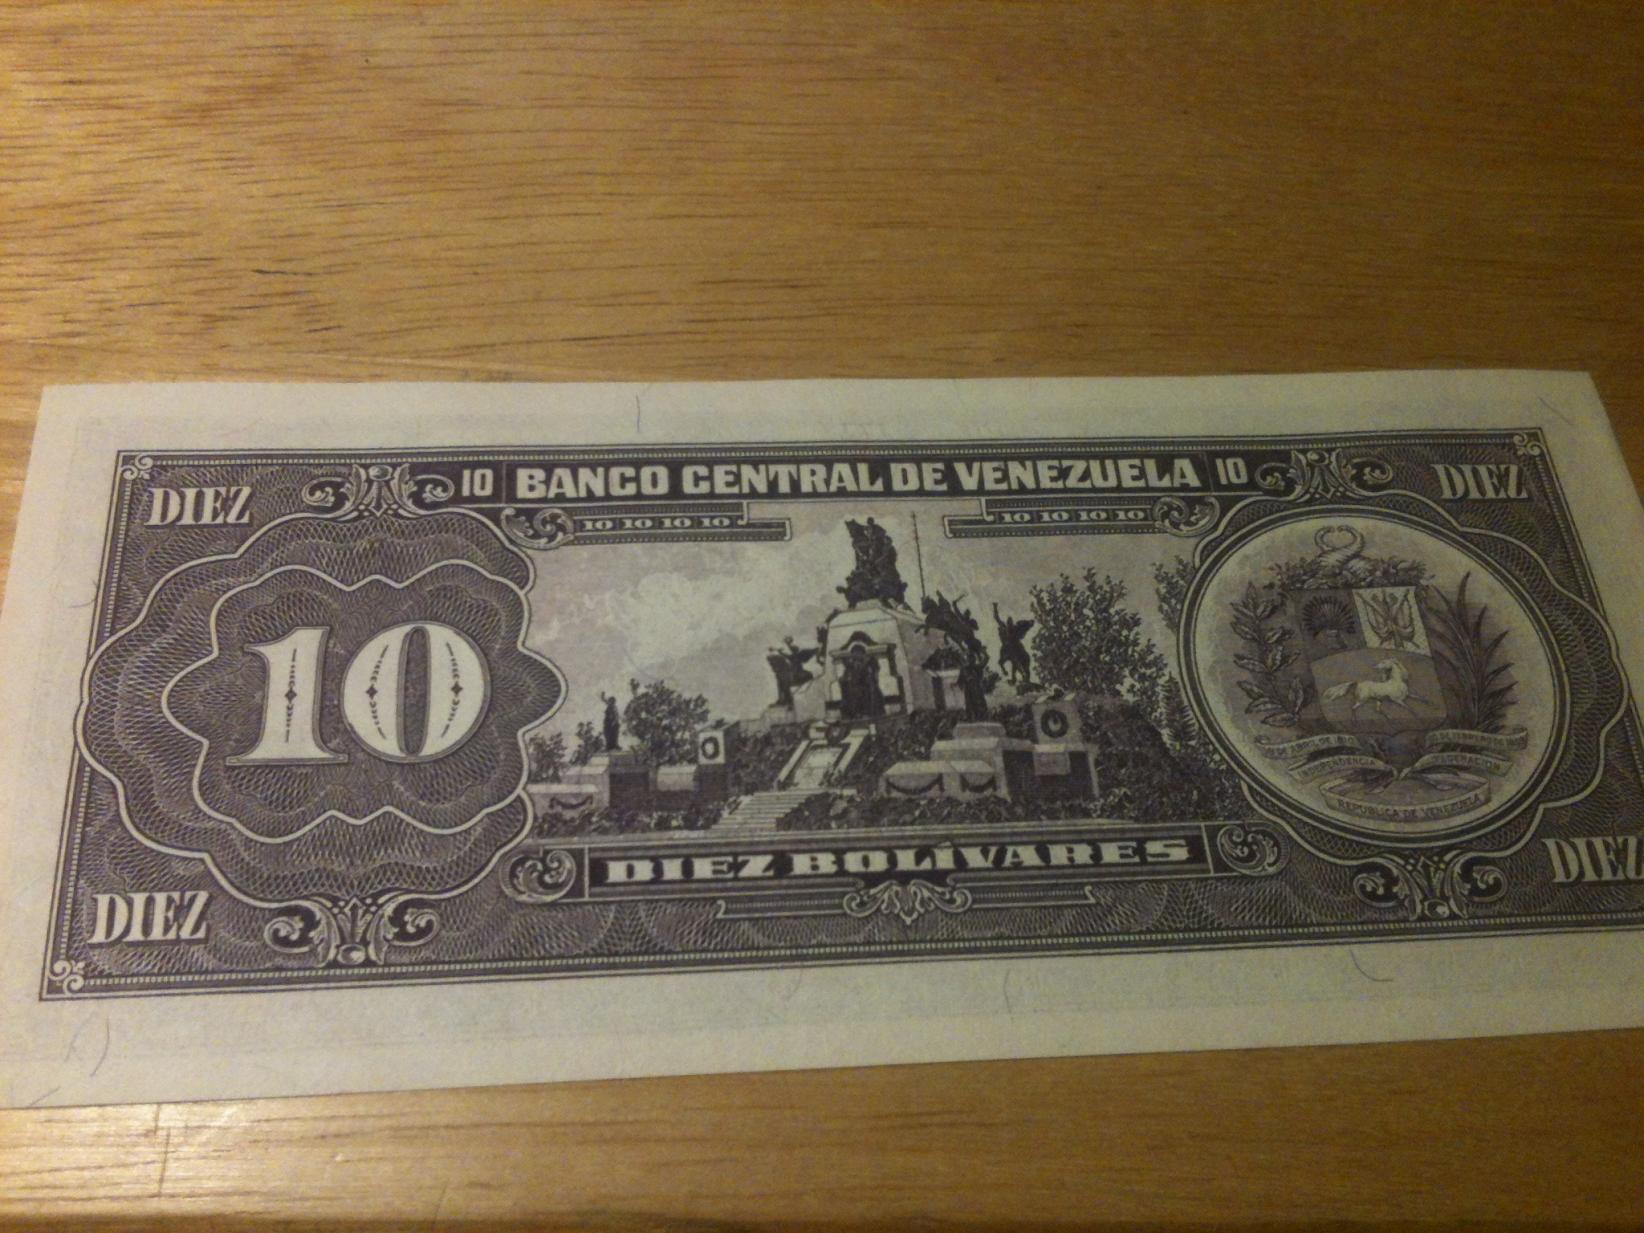 10 BANCO CENTRAL DE VENEZUELA 10
DIEZ
DIEZ
10 10 10 10
10 10 10 10
10
INDEPENDENCIA
FEDERACION
REPUBLICA DE VENEZUELA
DIEZ BOLÍVARES
DIEZ
DIEZ